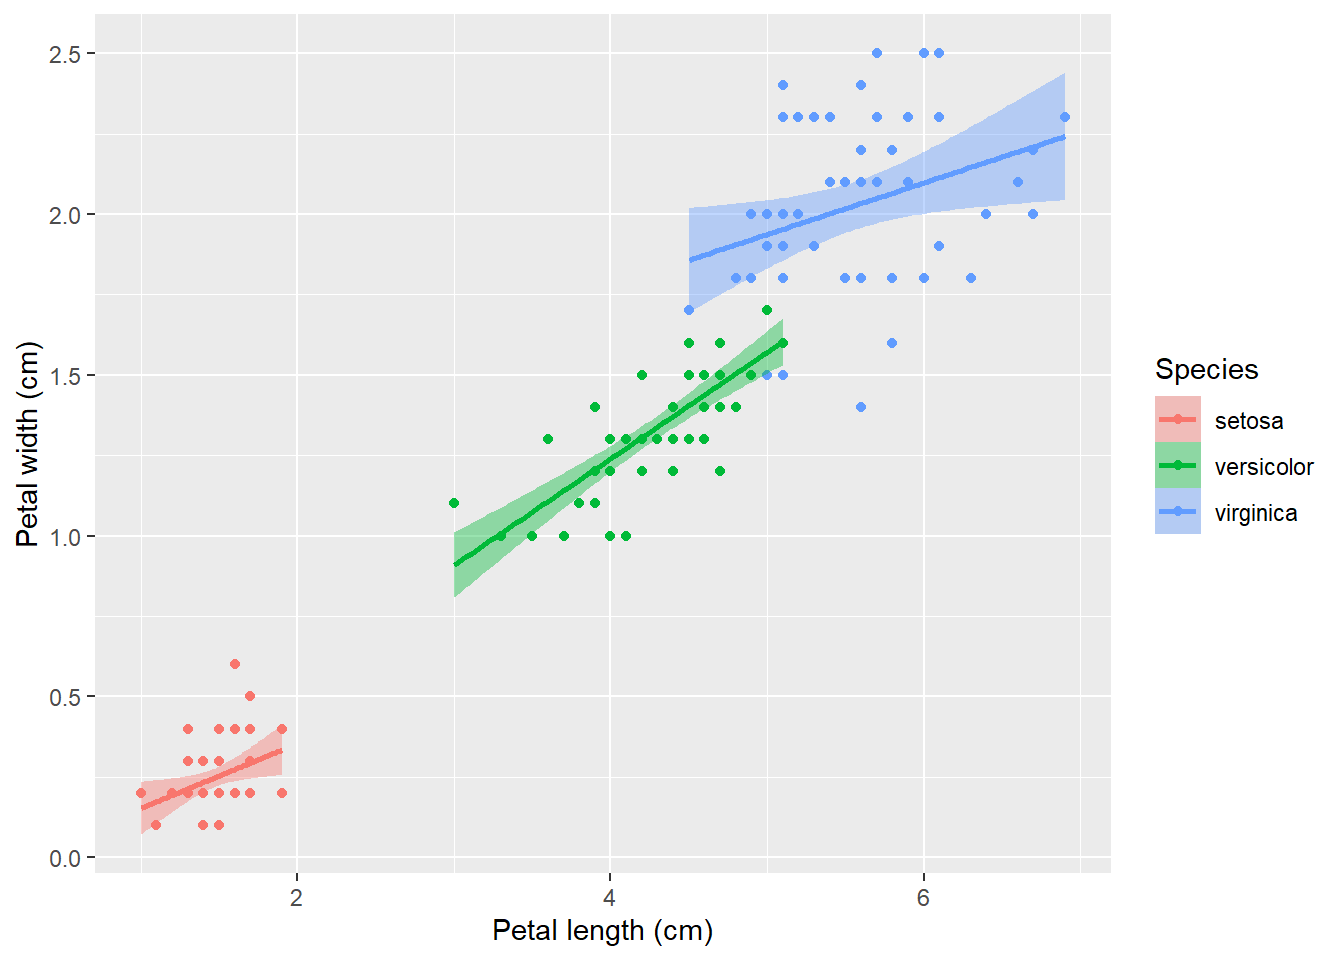 2.5
2.0
1.5
1.0
0.5
0.0
Petal width (cm)
2 4 6
Petal length (cm)
Species
setosa
versicolor
virginica